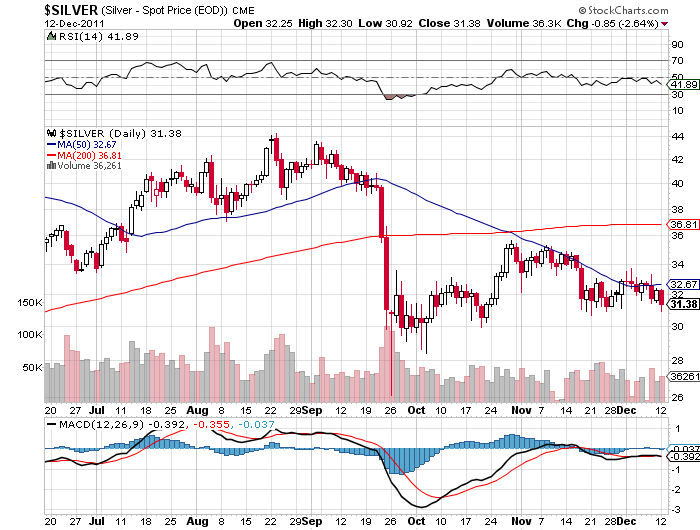 $SILVER (Silver - Spot Price (EOD)) CME
© StockCharts.com
12-Dec-2011 Open 32.25 High 32.30 Low 30.92 Close 31.38 Volume 36.3K Chg -0.85 (-2.64%)
RSI(14) 41.89
90
70
50
41.89
30
10
$SILVER (Daily) 31.38
MA(50) 32.67
MA(200) 36.81
Volume 36,261
44
42
40
38
36.81
36
34
32.67
32
31.38
30
28
26
150K
100K
50K
36261
20 27 Jul 11 18 25 Aug 8 15 22 29 Sep 12 19 26 Oct 10 17 24 Nov 7 14 21 28 Dec 12
MACD(12,26,9) -0.392, -0.355, -0.037
1
-0.037
-0.392
-1
-2
-3
20 27 Jul 11 18 25 Aug 8 15 22 29 Sep 12 19 26 Oct 10 17 24 Nov 7 14 21 28 Dec 12